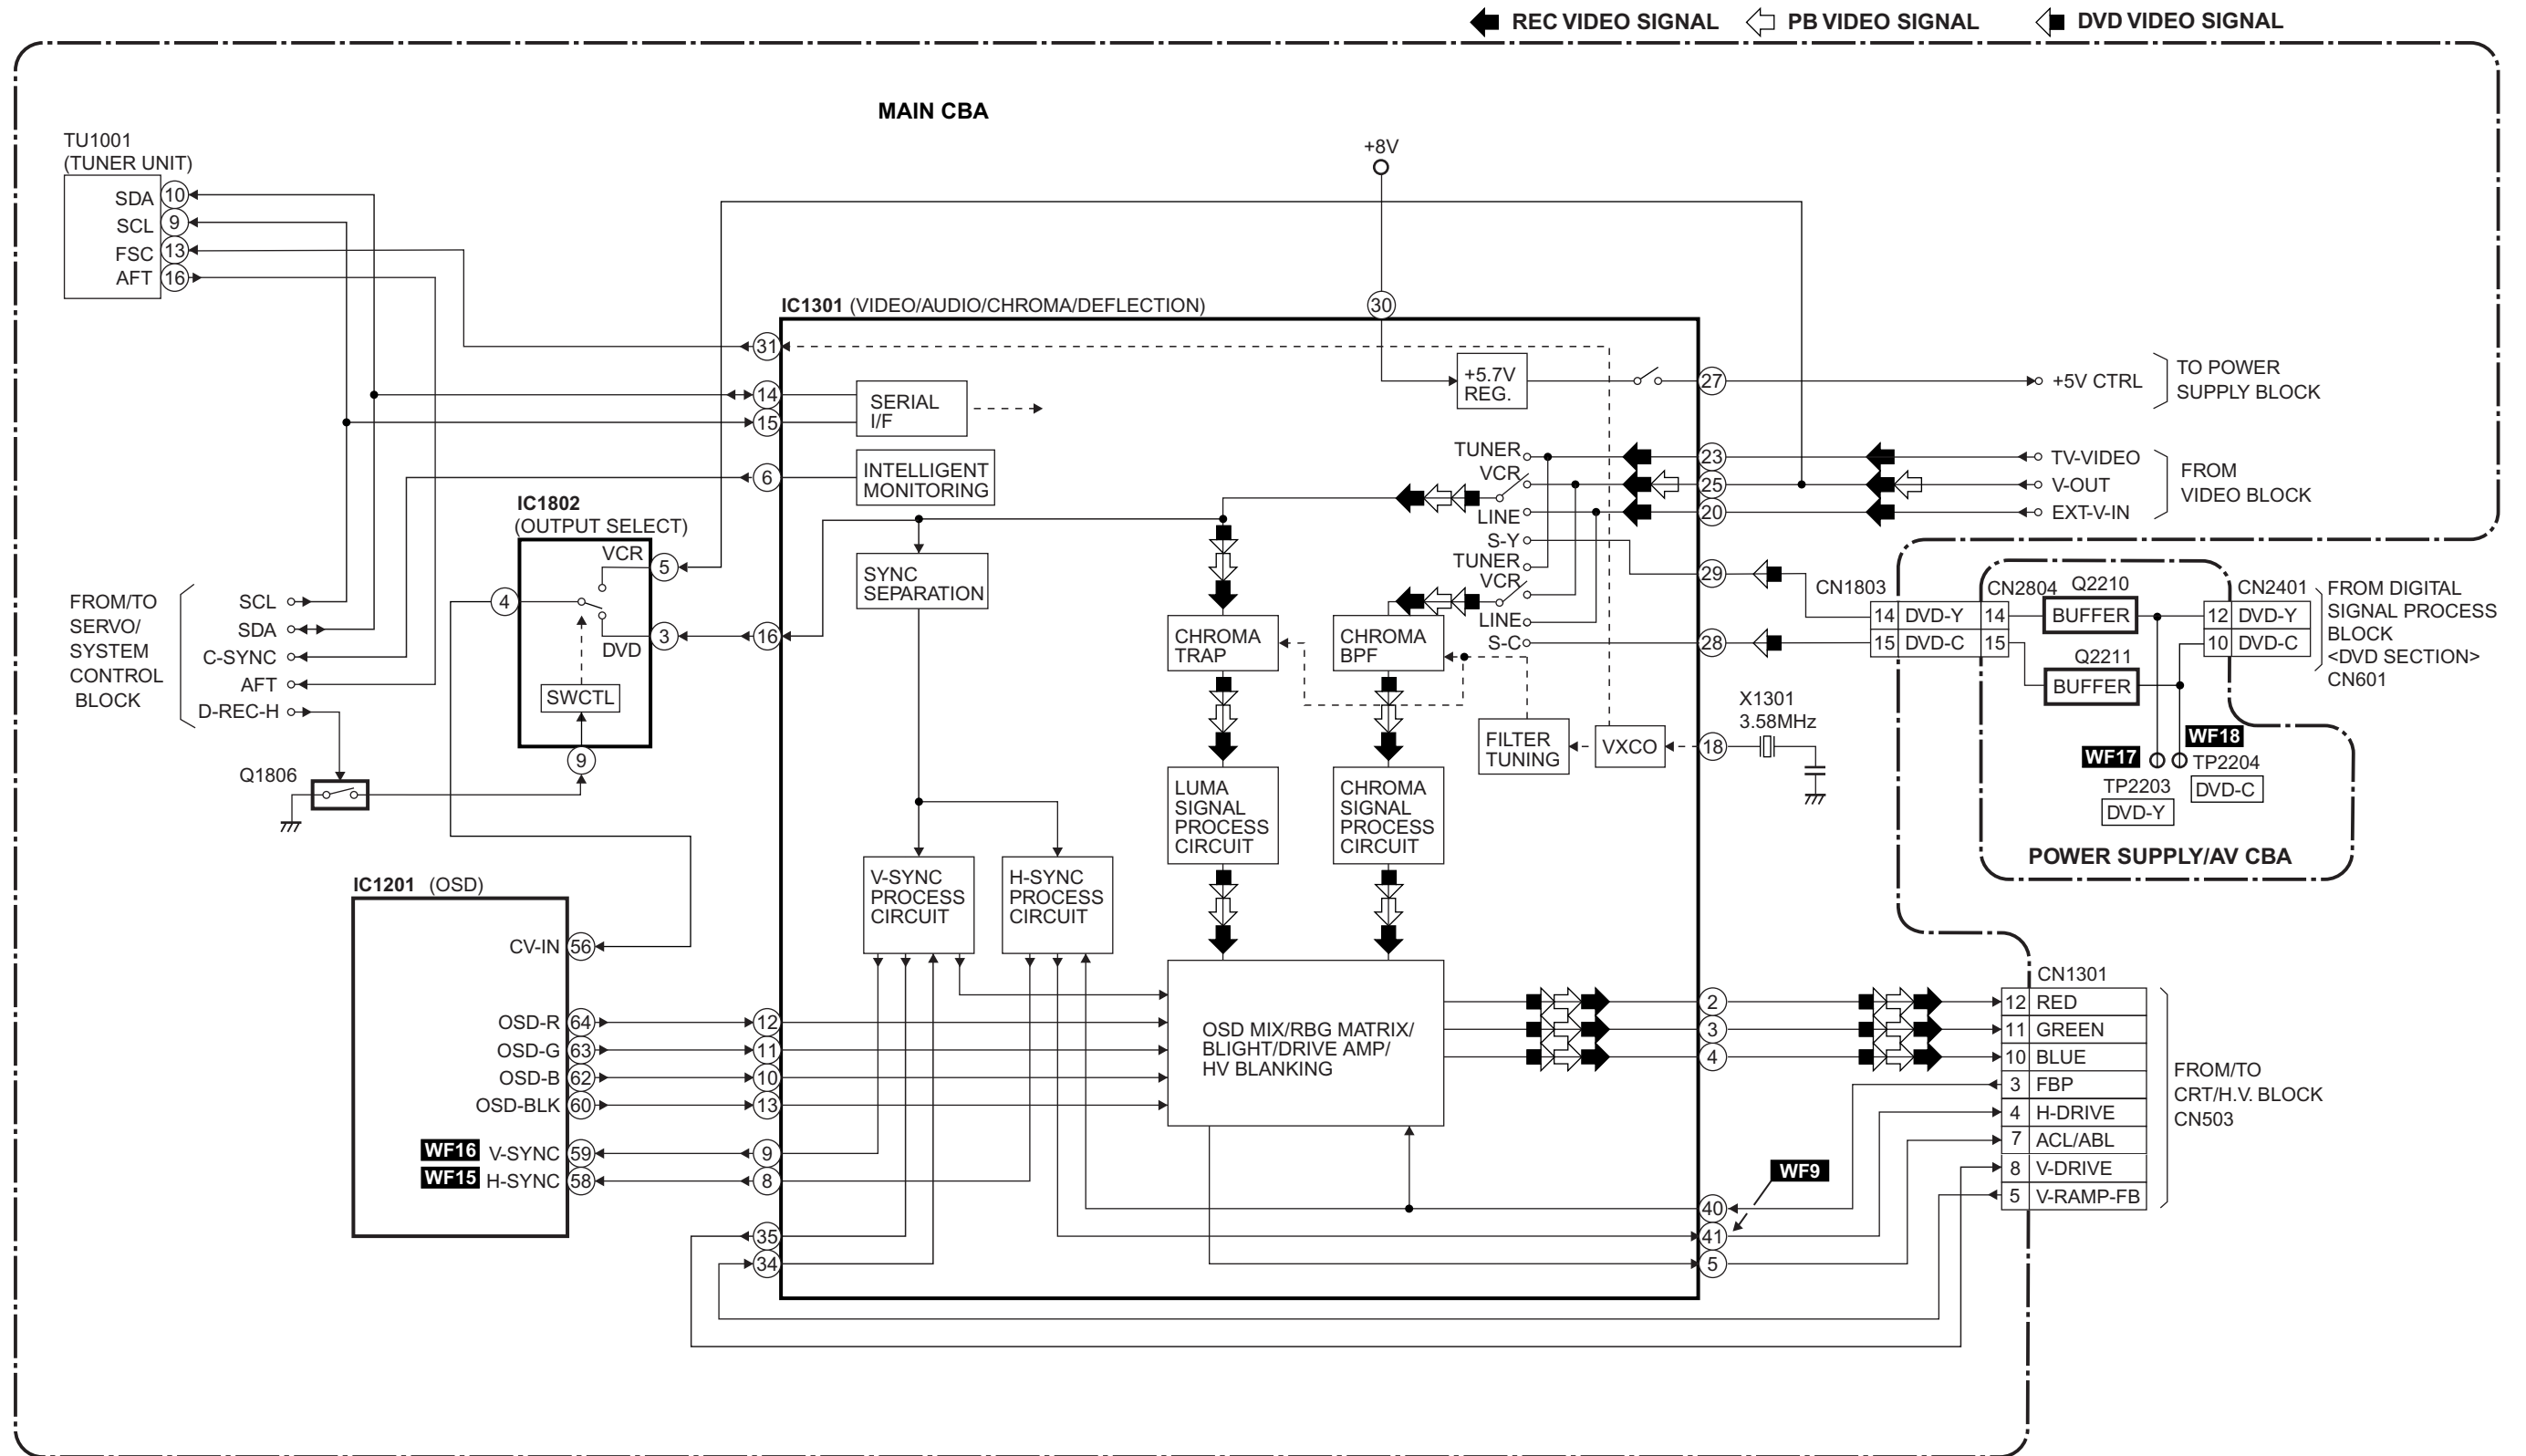 REC VIDEO SIGNAL
PB VIDEO SIGNAL
DVD VIDEO SIGNAL
MAIN CBA
TU1001
(TUNER UNIT)
SDA 10
SCL 9
FSC 13
AFT 16
+8V
30
IC1301 (VIDEO/AUDIO/CHROMA/DEFLECTION)
31
14
15
SERIAL
I/F
6
INTELLIGENT
MONITORING
+5.7V
REG.
27
+5V CTRL
TO POWER
SUPPLY BLOCK
TUNER
VCR
LINE
S-Y
TUNER
VCR
LINE
S-C
23
25
20
29
28
TV-VIDEO
V-OUT
EXT-V-IN
FROM
VIDEO BLOCK
IC1802
(OUTPUT SELECT)
VCR
5
4
3
DVD
SWCTL
9
16
SYNC
SEPARATION
CHROMA
TRAP
CHROMA
BPF
CN1803
14 DVD-Y
15 DVD-C
CN2804
14
15
Q2210
BUFFER
Q2211
BUFFER
CN2401
12 DVD-Y
10 DVD-C
FROM DIGITAL
SIGNAL PROCESS
BLOCK
<DVD SECTION>
CN601
FROM/TO
SERVO/
SYSTEM
CONTROL
BLOCK
SCL
SDA
C-SYNC
AFT
D-REC-H
Q1806
FILTER
TUNING
VXCO
18
X1301
3.58MHz
WF17
WF18
TP2203
DVD-Y
TP2204
DVD-C
POWER SUPPLY/AV CBA
LUMA
SIGNAL
PROCESS
CIRCUIT
CHROMA
SIGNAL
PROCESS
CIRCUIT
V-SYNC
PROCESS
CIRCUIT
H-SYNC
PROCESS
CIRCUIT
IC1201 (OSD)
CV-IN 56
OSD-R 64
OSD-G 63
OSD-B 62
OSD-BLK 60
WF16 V-SYNC 59
WF15 H-SYNC 58
12
11
10
13
9
8
35
34
OSD MIX/RBG MATRIX/
BLIGHT/DRIVE AMP/
HV BLANKING
2
3
4
40
41
5
WF9
CN1301
12 RED
11 GREEN
10 BLUE
3 FBP
4 H-DRIVE
7 ACL/ABL
8 V-DRIVE
5 V-RAMP-FB
FROM/TO
CRT/H.V. BLOCK
CN503